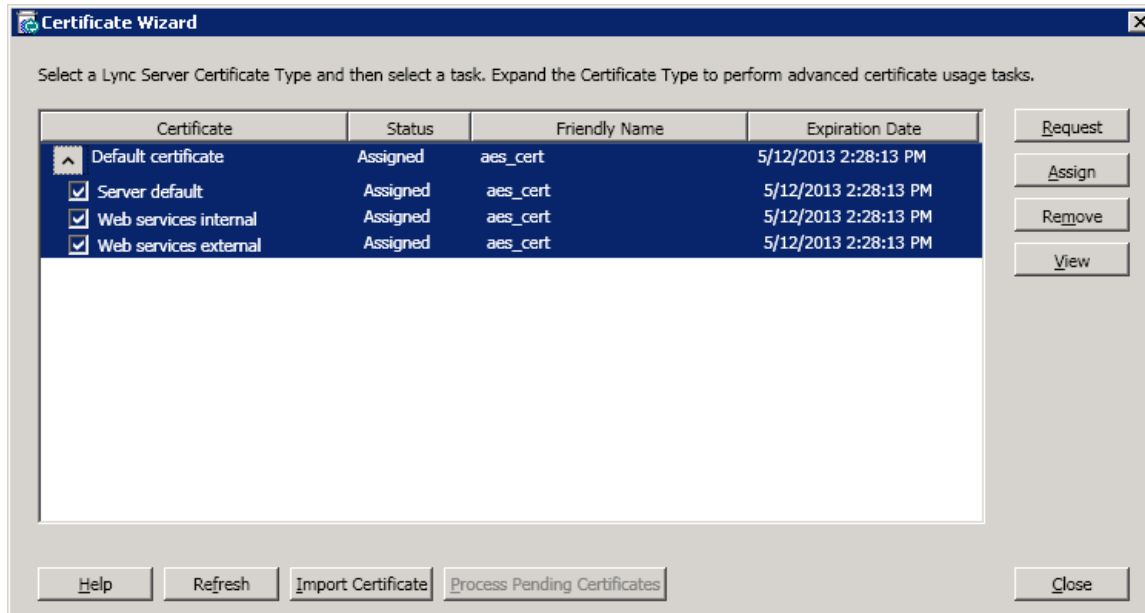 Certificate Wizard
Select a Lync Server Certificate Type and then select a task. Expand the Certificate Type to perform advanced certificate usage tasks.
Certificate Status Friendly Name Expiration Date
Default certificate Assigned aes_cert 5/12/2013 2:28:13 PM
Server default Assigned aes_cert 5/12/2013 2:28:13 PM
Web services internal Assigned aes_cert 5/12/2013 2:28:13 PM
Web services external Assigned aes_cert 5/12/2013 2:28:13 PM
Request
Assign
Remove
View
Help Refresh Import Certificate Process Pending Certificates Close